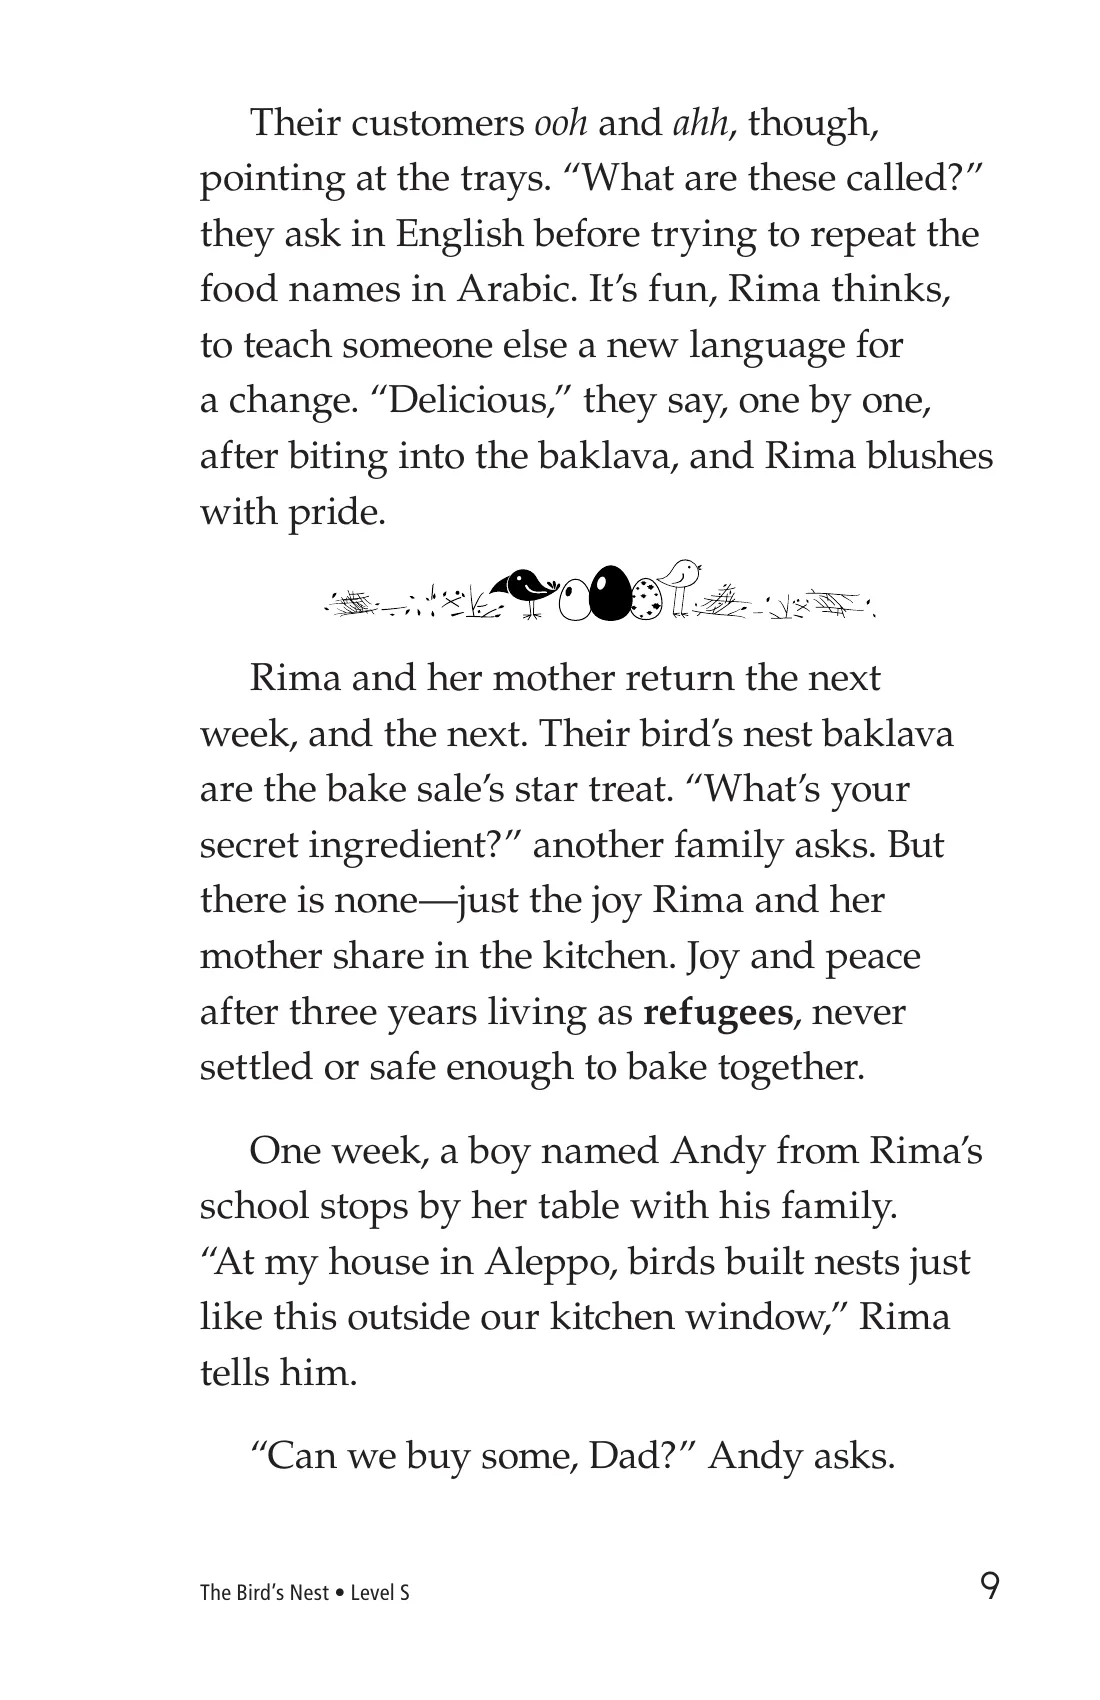 Their customers ooh and ahh, though,
pointing at the trays. “What are these called?”
they ask in English before trying to repeat the
food names in Arabic. It’s fun, Rima thinks,
to teach someone else a new language for
a change. “Delicious,” they say, one by one,
after biting into the baklava, and Rima blushes
with pride.
Rima and her mother return the next
week, and the next. Their bird’s nest baklava
are the bake sale’s star treat. “What’s your
secret ingredient?” another family asks. But
there is none—just the joy Rima and her
mother share in the kitchen. Joy and peace
after three years living as refugees, never
settled or safe enough to bake together.
One week, a boy named Andy from Rima’s
school stops by her table with his family.
“At my house in Aleppo, birds built nests just
like this outside our kitchen window,” Rima
tells him.
“Can we buy some, Dad?” Andy asks.
The Bird’s Nest • Level S
9